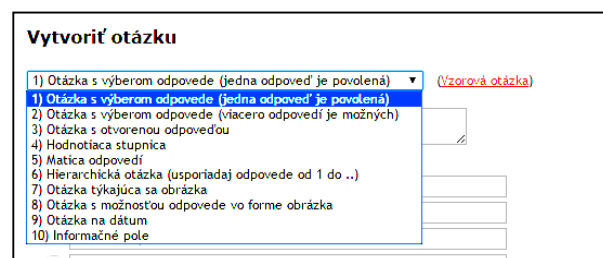 Vytvoriť otázku
1) Otázka s výberom odpovede (jedna odpoveď je povolená) (Vzorová otázka)
1) Otázka s výberom odpovede (jedna odpoveď je povolená)
2) Otázka s výberom odpovede (viacero odpovedí je možných)
3) Otázka s otvorenou odpoveďou
4) Hodnotiaca stupnica
5) Matica odpovedí
6) Hierarchická otázka (usporiadaj odpovede od 1 do ..)
7) Otázka týkajúca sa obrázka
8) Otázka s možnosťou odpovede vo forme obrázka
9) Otázka na dátum
10) Informačné pole